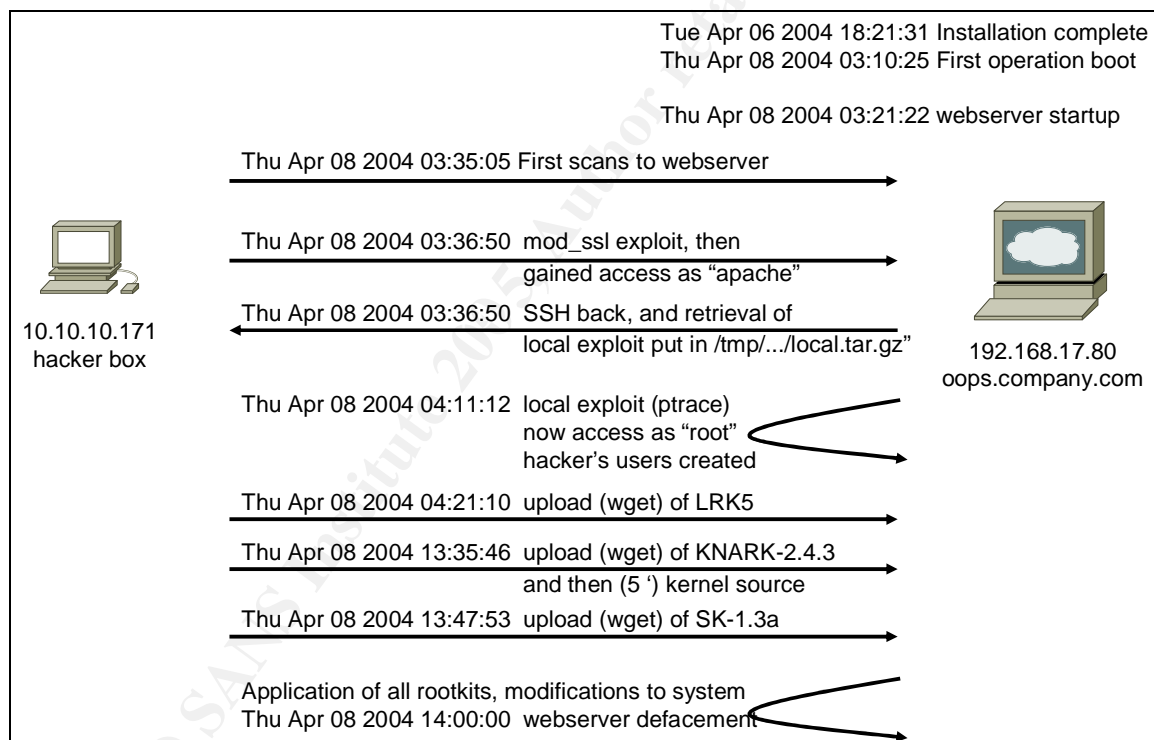 Tue Apr 06 2004 18:21:31 Installation complete
Thu Apr 08 2004 03:10:25 First operation boot
Thu Apr 08 2004 03:21:22 webserver startup
Thu Apr 08 2004 03:35:05 First scans to webserver
Thu Apr 08 2004 03:36:50 mod_ssl exploit, then
gained access as “apache”
Thu Apr 08 2004 03:36:50 SSH back, and retrieval of
local exploit put in /tmp/.../local.tar.gz”
10.10.10.171
hacker box
192.168.17.80
oops.company.com
Thu Apr 08 2004 04:11:12 local exploit (ptrace)
now access as “root”
hacker’s users created
Thu Apr 08 2004 04:21:10 upload (wget) of LRK5
Thu Apr 08 2004 13:35:46 upload (wget) of KNARK-2.4.3
and then (5 ‘) kernel source
Thu Apr 08 2004 13:47:53 upload (wget) of SK-1.3a
Application of all rootkits, modifications to system
Thu Apr 08 2004 14:00:00 webserver defacement
SANS Institute 2005, Author